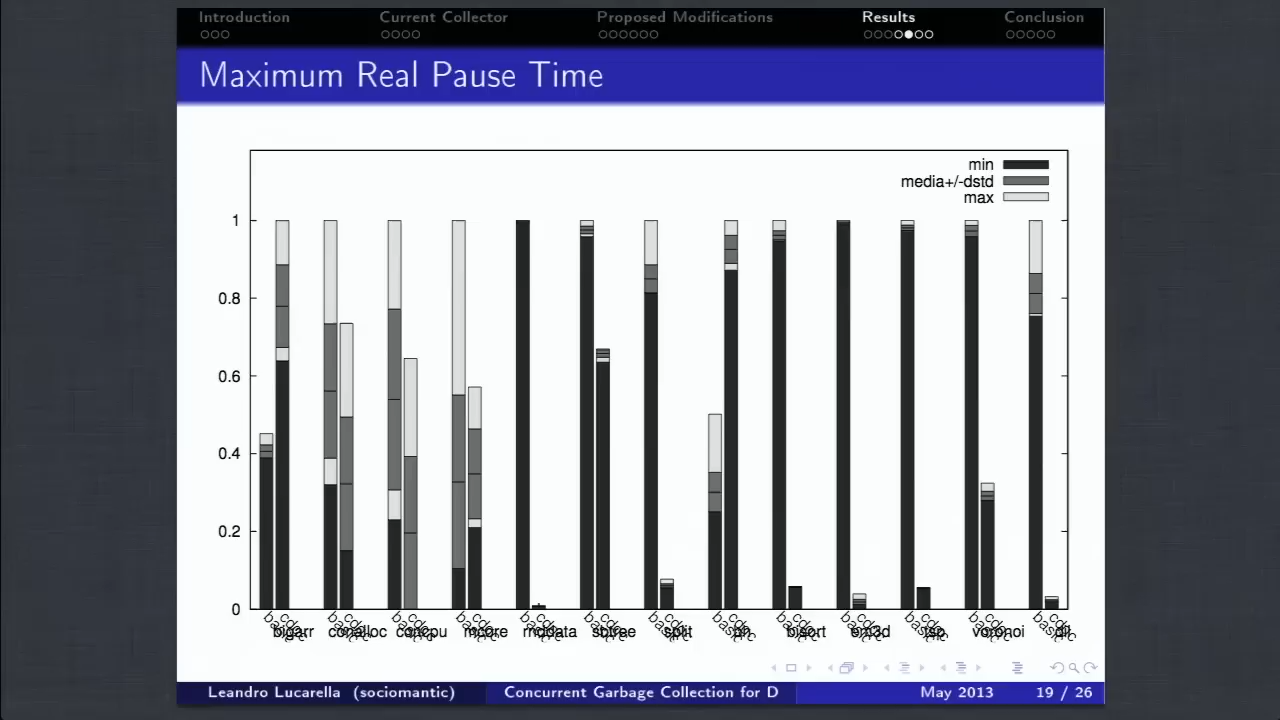 Introduction Current Collector Proposed Modifications Results Conclusion
Maximum Real Pause Time
min
media+/-dstd
max
1
0.8
0.6
0.4
0.2
0
bigarr conalloc concpu mcore rnddata sbtree split bh bisort em3d tsp voronoi dil
Leandro Lucarella (sociomantic) Concurrent Garbage Collection for D May 2013 19 / 26